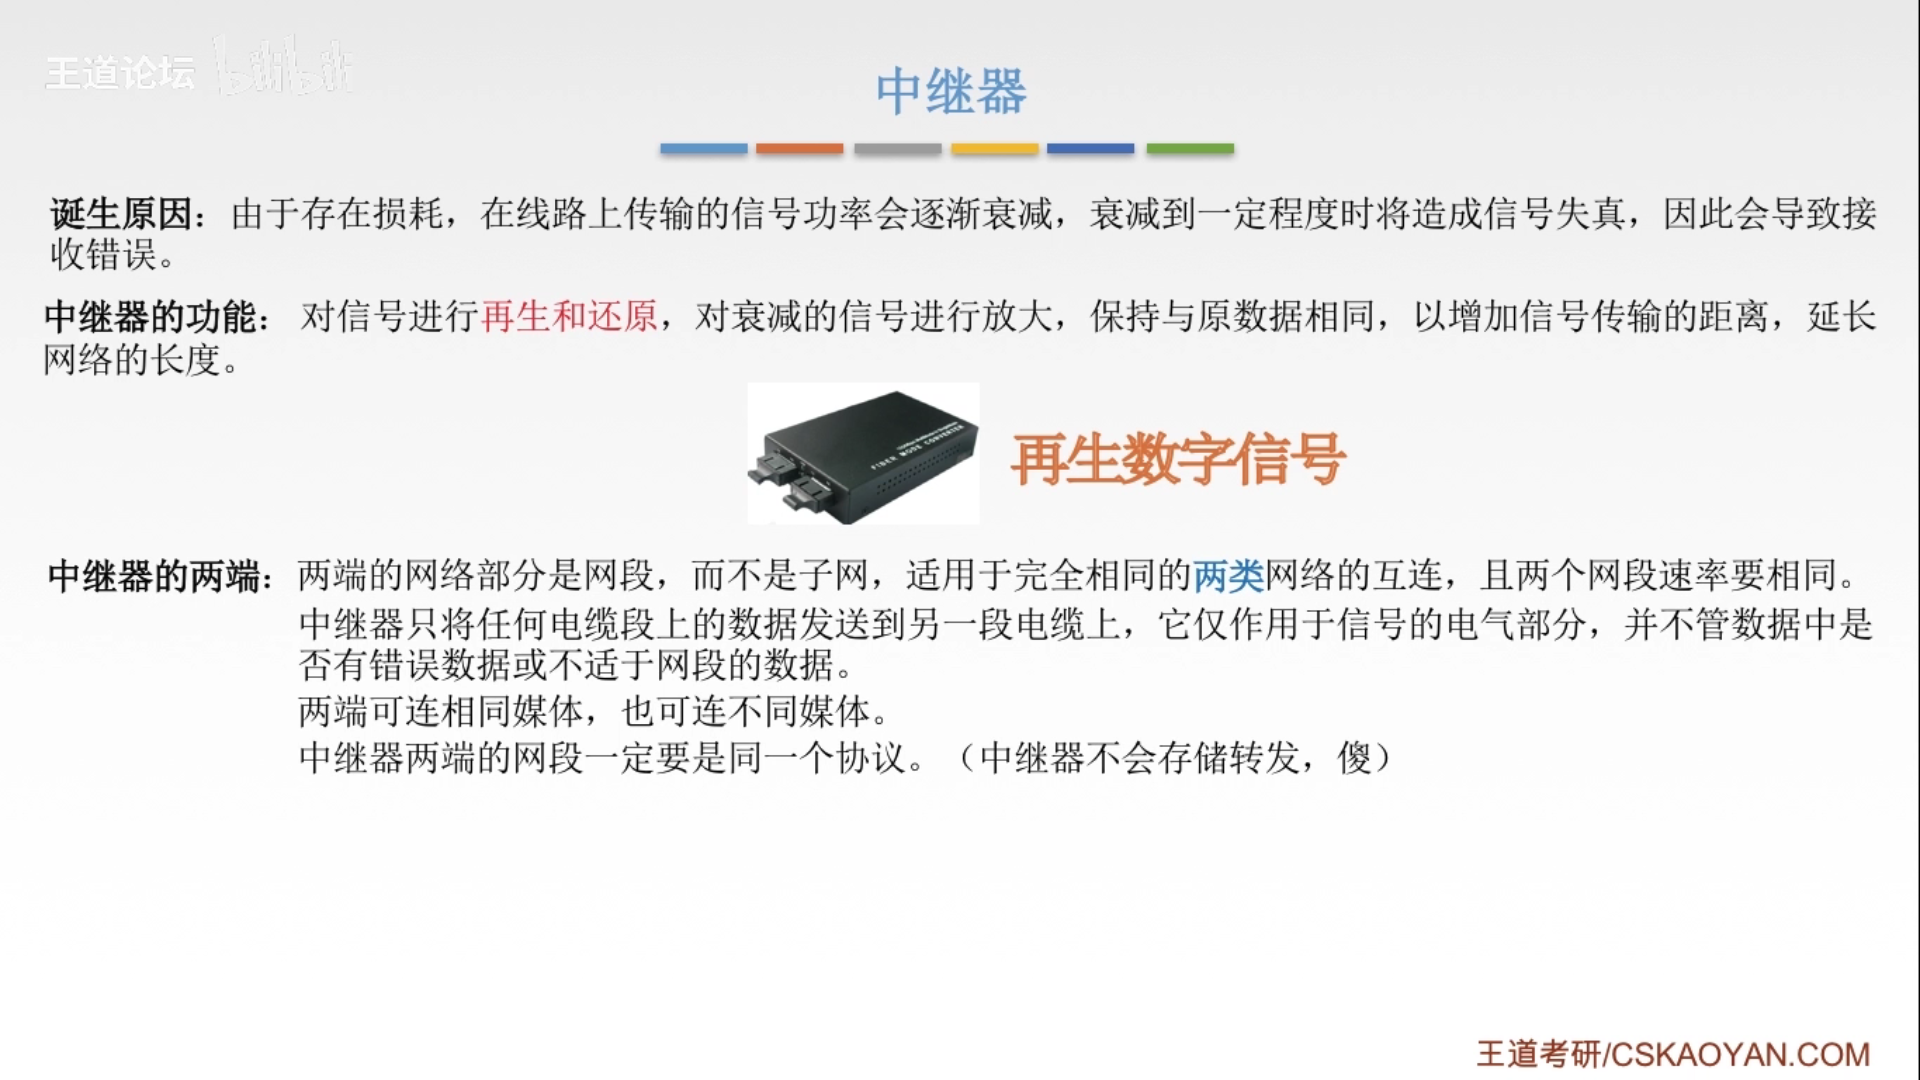 王道论坛 bilibili
中继器
诞生原因：由于存在损耗，在线路上传输的信号功率会逐渐衰减，衰减到一定程度时将造成信号失真，因此会导致接
收错误。
中继器的功能： 对信号进行再生和还原，对衰减的信号进行放大，保持与原数据相同，以增加信号传输的距离，延长
网络的长度。
FIBER MODE CONVERTER
再生数字信号
中继器的两端：两端的网络部分是网段，而不是子网，适用于完全相同的两类网络的互连，且两个网段速率要相同。
中继器只将任何电缆段上的数据发送到另一段电缆上，它仅作用于信号的电气部分，并不管数据中是
否有错误数据或不适于网段的数据。
两端可连相同媒体，也可连不同媒体。
中继器两端的网段一定要是同一个协议。（中继器不会存储转发，傻）
王道考研/CSKAOYAN.COM